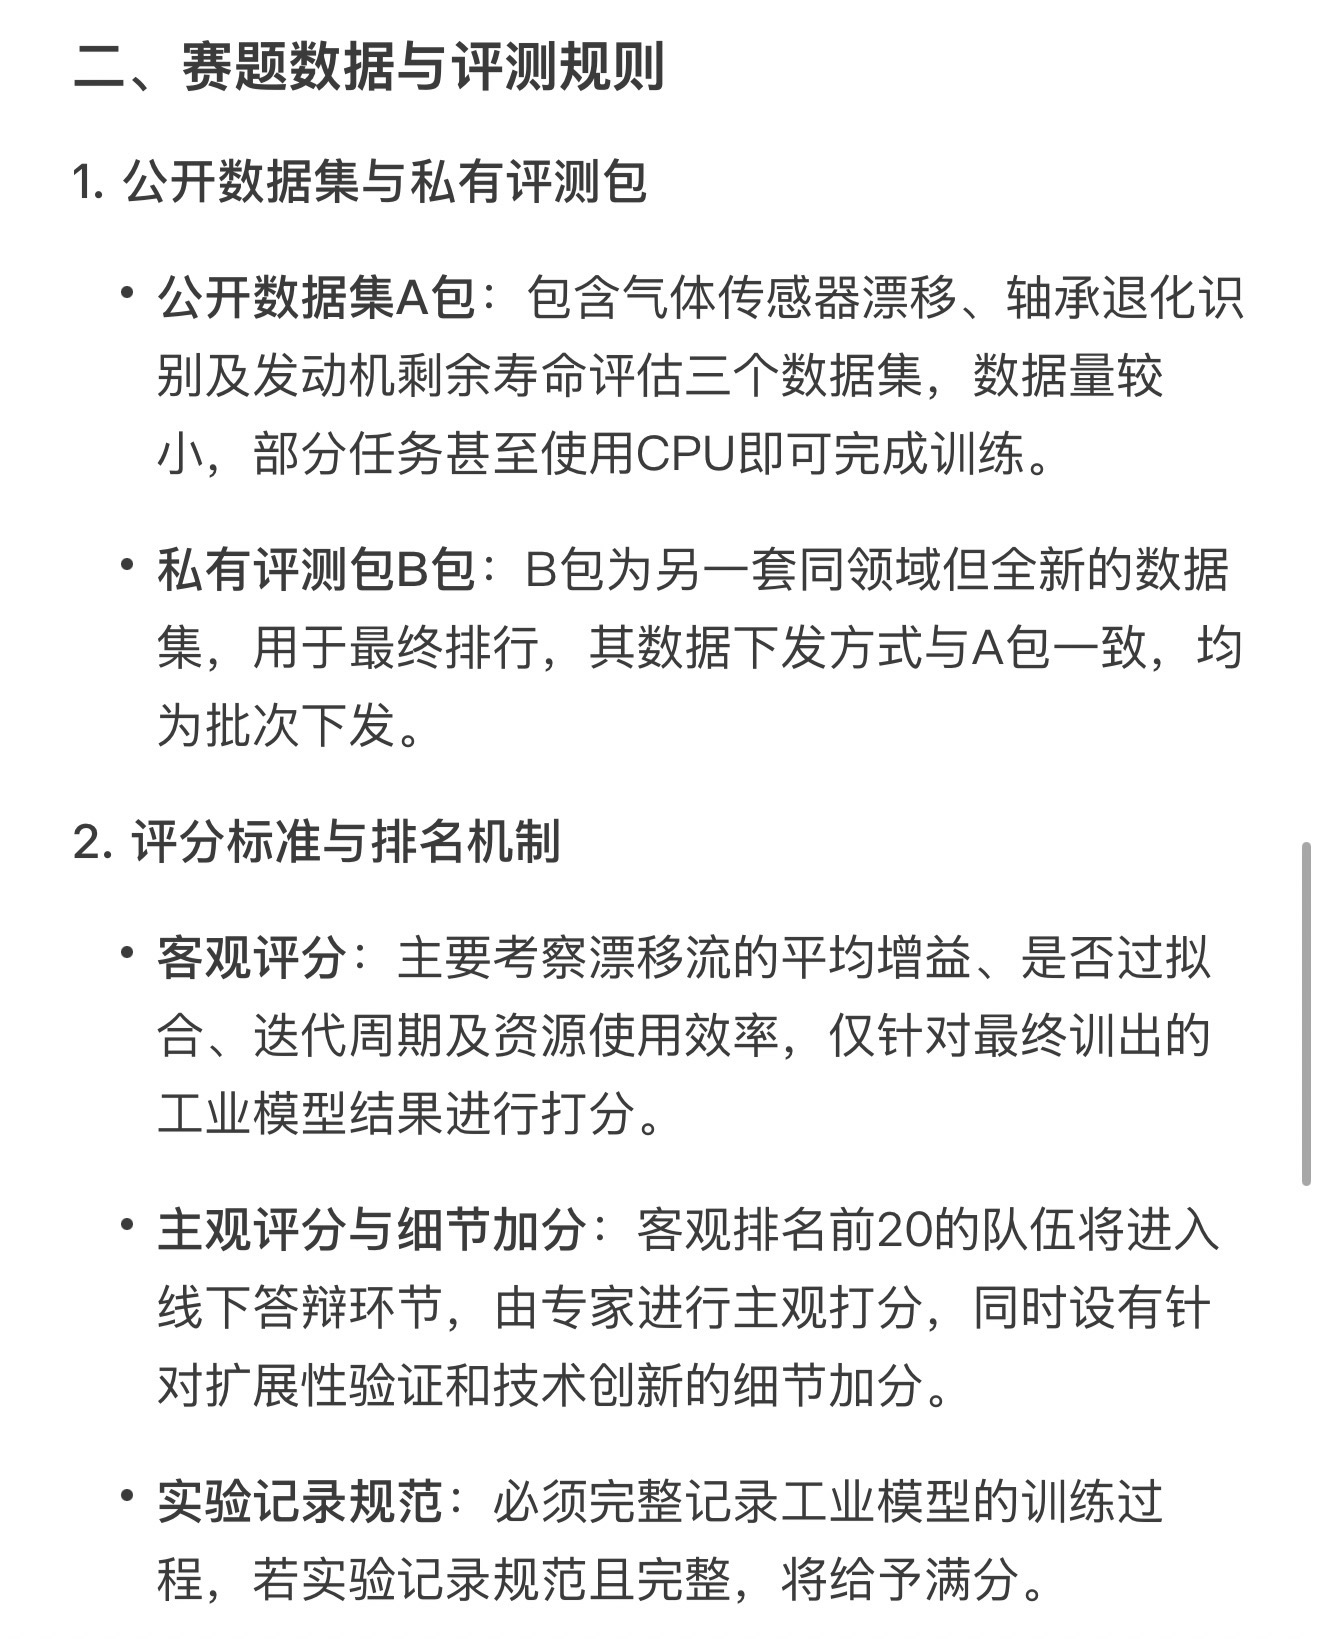 二、赛题数据与评测规则
1. 公开数据集与私有评测包
• 公开数据集A包：包含气体传感器漂移、轴承退化识
别及发动机剩余寿命评估三个数据集，数据量较
小，部分任务甚至使用CPU即可完成训练。
• 私有评测包B包：B包为另一套同领域但全新的数据
集，用于最终排行，其数据下发方式与A包一致，均
为批次下发。
2. 评分标准与排名机制
• 客观评分：主要考察漂移流的平均增益、是否过拟
合、迭代周期及资源使用效率，仅针对最终训出的
工业模型结果进行打分。
• 主观评分与细节加分：客观排名前20的队伍将进入
线下答辩环节，由专家进行主观打分，同时设有针
对扩展性验证和技术创新的细节加分。
• 实验记录规范：必须完整记录工业模型的训练过
程，若实验记录规范且完整，将给予满分。